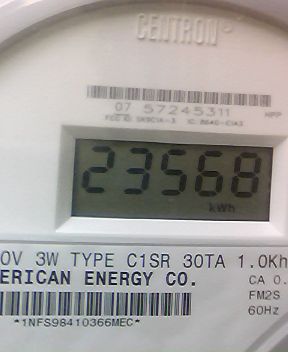 CENTRON®
07 57245311
23568
kWh
0V 3W TYPE C1SR 30TA 1.0Kh
ERICAN ENERGY CO.
CA 0.
FM2S
60Hz
*1NFS98410366MEC*